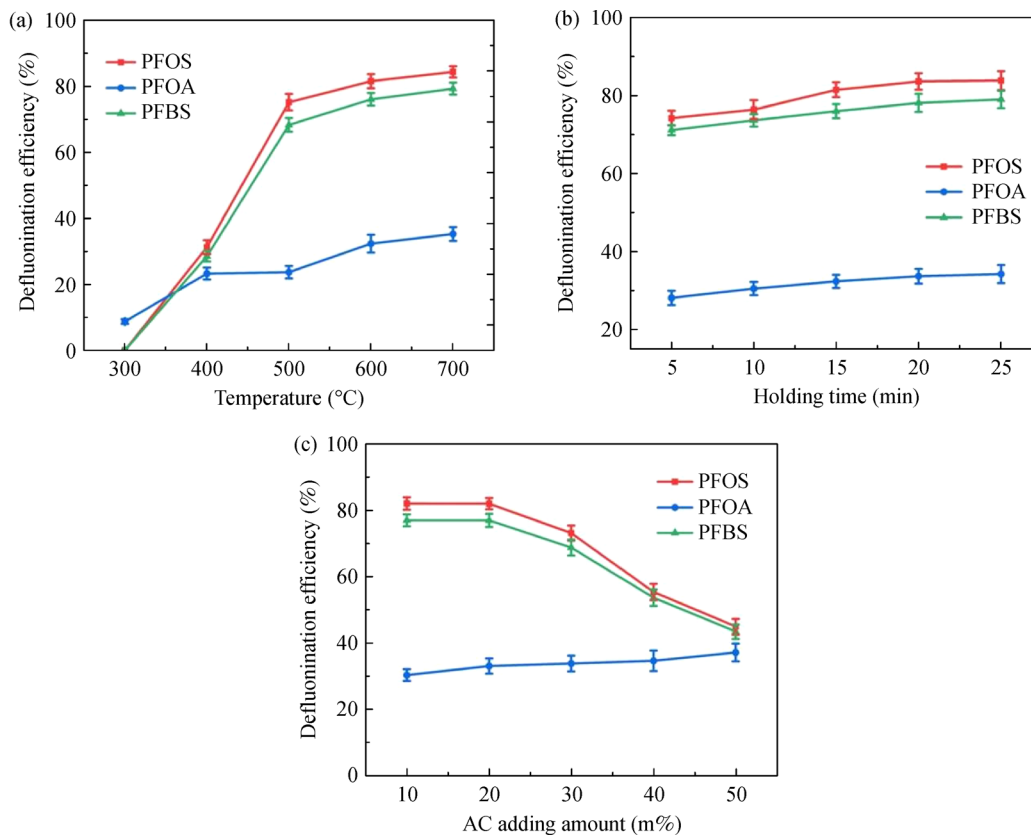 (a)
100
80
60
40
20
0
PFOS
PFOA
PFBS
Defluonination efficiency (%)
300 400 500 600 700
Temperature (°C)
(b)
100
80
60
40
20
PFOS
PFOA
PFBS
Defluonination efficiency (%)
5 10 15 20 25
Holding time (min)
(c)
100
80
60
40
20
0
PFOS
PFOA
PFBS
Defluonination efficiency (%)
10 20 30 40 50
AC adding amount (m%)